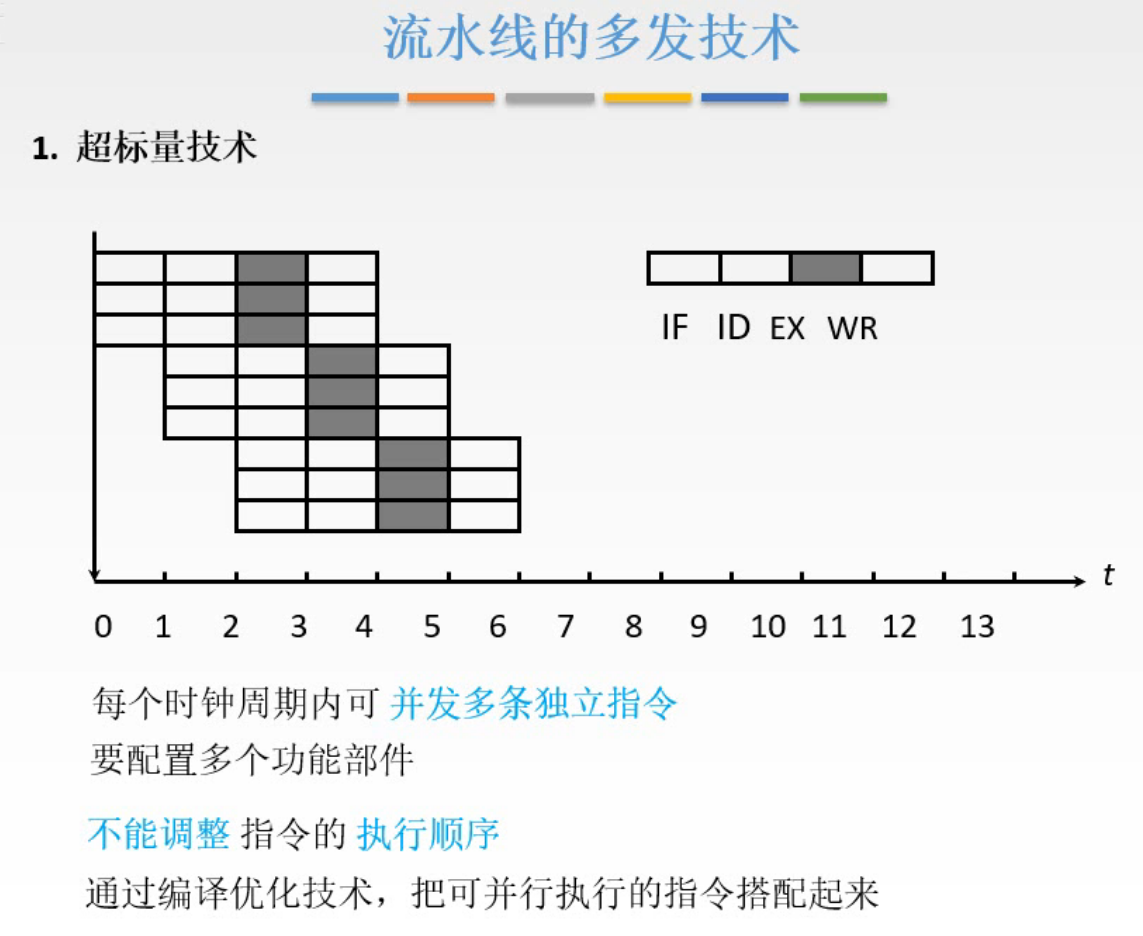 流水线的多发技术
1. 超标量技术
IF ID EX WR
t
0 1 2 3 4 5 6 7 8 9 10 11 12 13
每个时钟周期内可 并发多条独立指令
要配置多个功能部件
不能调整 指令的 执行顺序
通过编译优化技术，把可并行执行的指令搭配起来